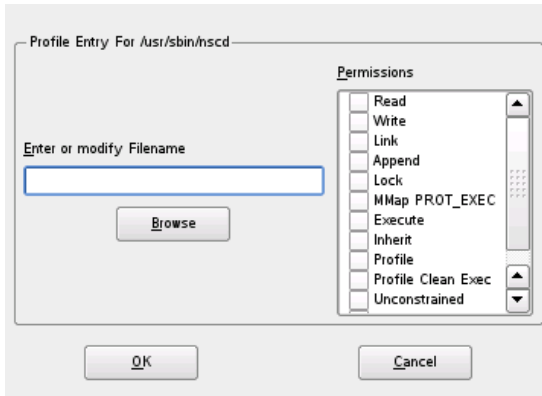 Profile Entry For /usr/sbin/nscd
Permissions
Read
Write
Link
Append
Lock
MMap PROT_EXEC
Execute
Inherit
Profile
Profile Clean Exec
Unconstrained
Enter or modify Filename
Browse
OK
Cancel